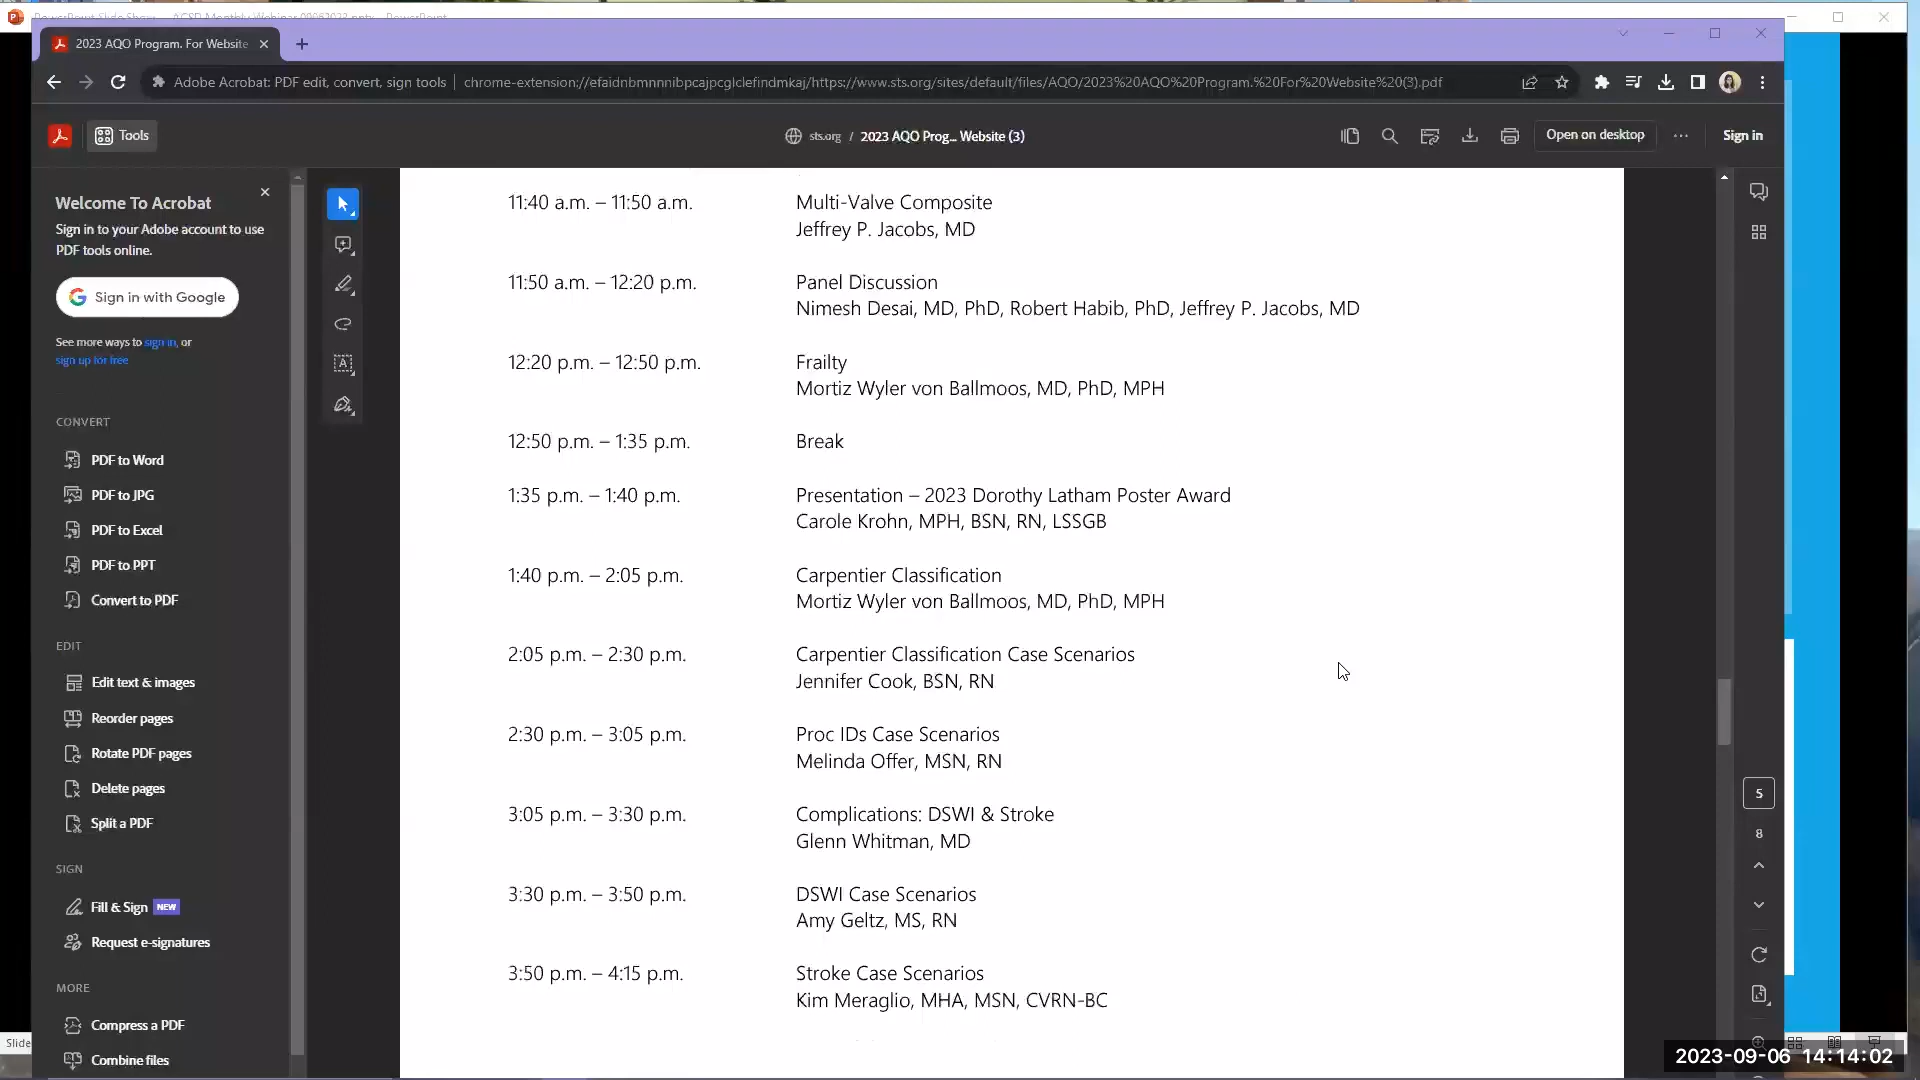 PowerPoint Slide Show - ACSD Monthly Webinar 09062023.pptx - PowerPoint
2023 AQO Program. For Website
Adobe Acrobat: PDF edit, convert, sign tools
chrome-extension://efaidnbmnnnibpcajpcglclefindmkaj/https://www.sts.org/sites/default/files/AQO/2023%20AQO%20Program.%20For%20Website%20(3).pdf
Tools
sts.org / 2023 AQO Prog... Website (3)
Open on desktop
Sign in
Welcome To Acrobat
Sign in to your Adobe account to use
PDF tools online.
Sign in with Google
See more ways to sign in, or
sign up for free
CONVERT
PDF to Word
PDF to JPG
PDF to Excel
PDF to PPT
Convert to PDF
EDIT
Edit text & images
Reorder pages
Rotate PDF pages
Delete pages
Split a PDF
SIGN
Fill & Sign NEW
Request e-signatures
MORE
Compress a PDF
Combine files
11:40 a.m. – 11:50 a.m. Multi-Valve Composite
Jeffrey P. Jacobs, MD
11:50 a.m. – 12:20 p.m. Panel Discussion
Nimesh Desai, MD, PhD, Robert Habib, PhD, Jeffrey P. Jacobs, MD
12:20 p.m. – 12:50 p.m. Frailty
Mortiz Wyler von Ballmoos, MD, PhD, MPH
12:50 p.m. – 1:35 p.m. Break
1:35 p.m. – 1:40 p.m. Presentation – 2023 Dorothy Latham Poster Award
Carole Krohn, MPH, BSN, RN, LSSGB
1:40 p.m. – 2:05 p.m. Carpentier Classification
Mortiz Wyler von Ballmoos, MD, PhD, MPH
2:05 p.m. – 2:30 p.m. Carpentier Classification Case Scenarios
Jennifer Cook, BSN, RN
2:30 p.m. – 3:05 p.m. Proc IDs Case Scenarios
Melinda Offer, MSN, RN
3:05 p.m. – 3:30 p.m. Complications: DSWI & Stroke
Glenn Whitman, MD
3:30 p.m. – 3:50 p.m. DSWI Case Scenarios
Amy Geltz, MS, RN
3:50 p.m. – 4:15 p.m. Stroke Case Scenarios
Kim Meraglio, MHA, MSN, CVRN-BC
5
8
Slide
2023-09-06 14:14:02